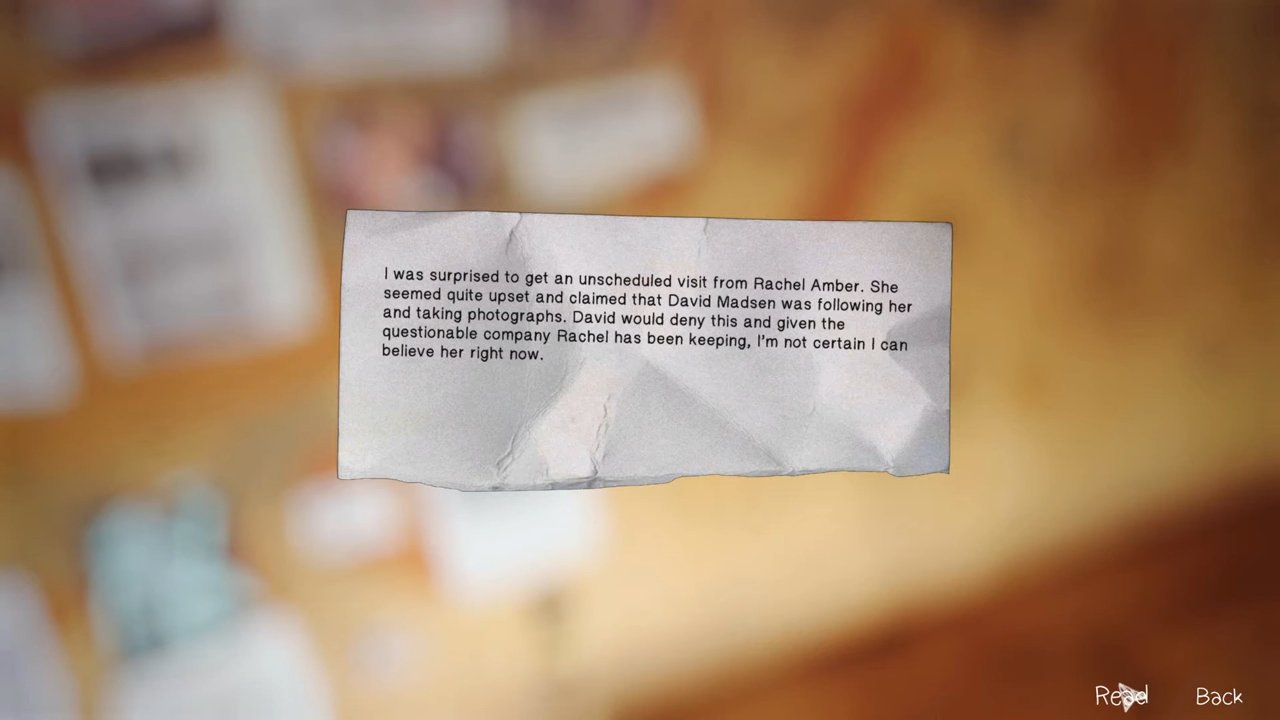 I was surprised to get an unscheduled visit from Rachel Amber. She
seemed quite upset and claimed that David Madsen was following her
and taking photographs. David would deny this and given the
questionable company Rachel has been keeping, I'm not certain I can
believe her right now.
Read
Back